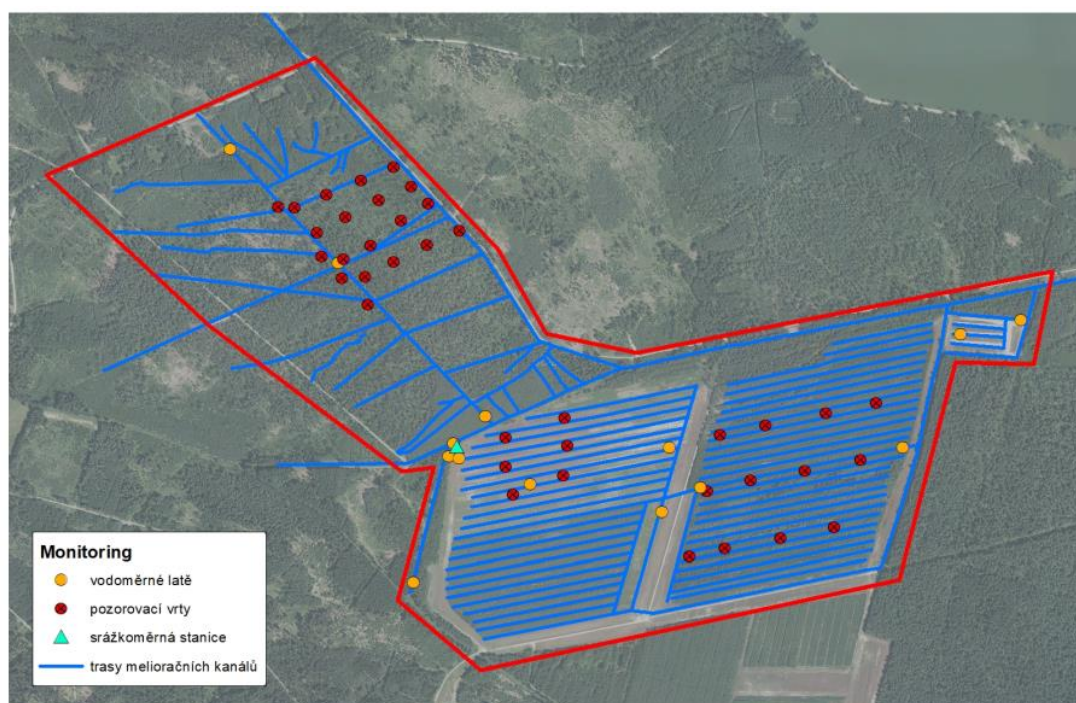 Monitoring
vodoměrné latě
pozorovací vrty
srážkoměrná stanice
trasy melioračních kanálů